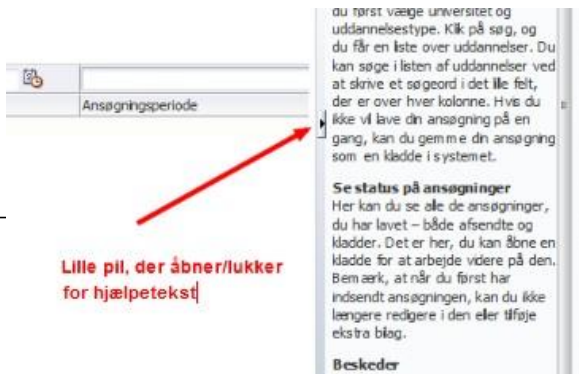 du først vælge universitet og
uddannelsestype. Klik på søg, og
du får en liste over uddannelser. Du
kan søge i listen af uddannelser ved
at skrive et søgeord i det lille felt,
der er over hver kolonne. Hvis du
ikke vil lave din ansøgning på en
gang, kan du gemme din ansøgning
som en kladde i systemet.
Se status på ansøgninger
Her kan du se alle de ansøgninger,
du har lavet – både afsendte og
kladder. Det er her, du kan åbne en
kladde for at arbejde videre på den.
Bemærk, at når du først har
indsendt ansøgningen, kan du ikke
længere redigere i den eller tilføje
ekstra bilag.
Beskeder
Ansøgningsperiode
Lille pil, der åbner/lukker
for hjælpetekst